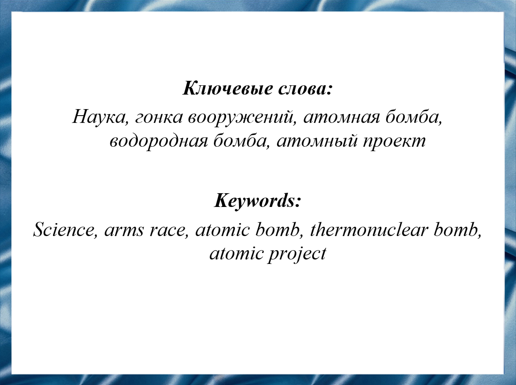 Ключевые слова:
Наука, гонка вооружений, атомная бомба,
водородная бомба, атомный проект
Keywords:
Science, arms race, atomic bomb, thermonuclear bomb,
atomic project